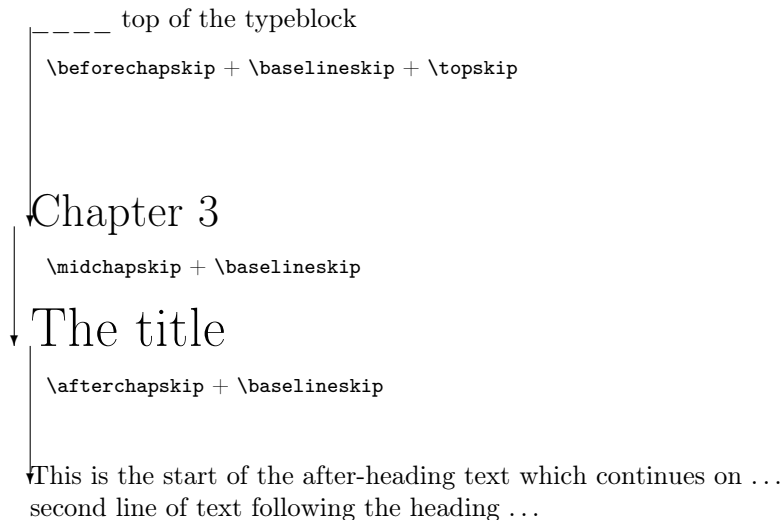 ____ top of the typeblock
\beforechapskip + \baselineskip + \topskip
Chapter 3
\midchapskip + \baselineskip
The title
\afterchapskip + \baselineskip
This is the start of the after-heading text which continues on ...
second line of text following the heading ...